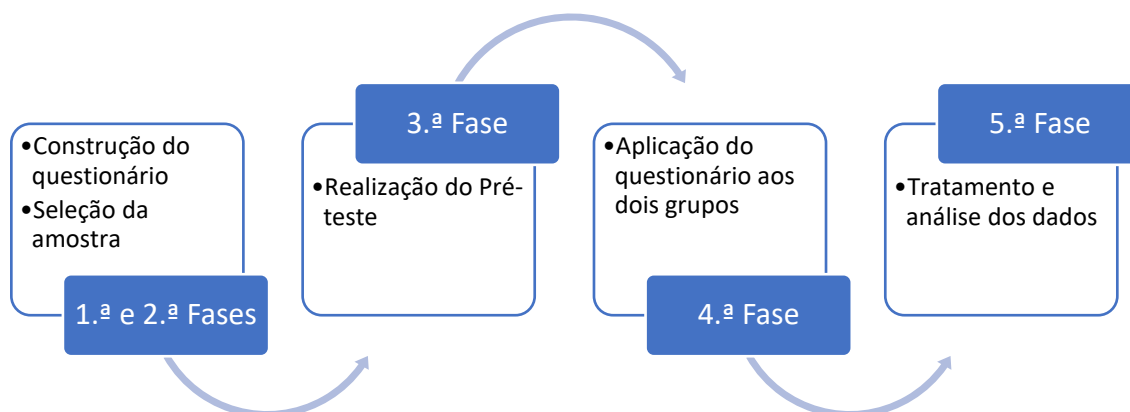 •Construção do
questionário
•Seleção da
amostra
1.ª e 2.ª Fases
3.ª Fase
•Realização do Pré-
teste
•Aplicação do
questionário aos
dois grupos
4.ª Fase
5.ª Fase
•Tratamento e
análise dos dados